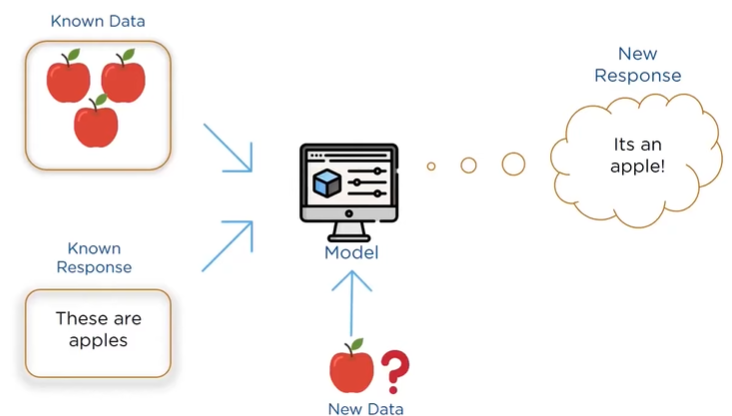 Known Data
Known
Response
These are
apples
Model
New Data
New
Response
Its an
apple!
?